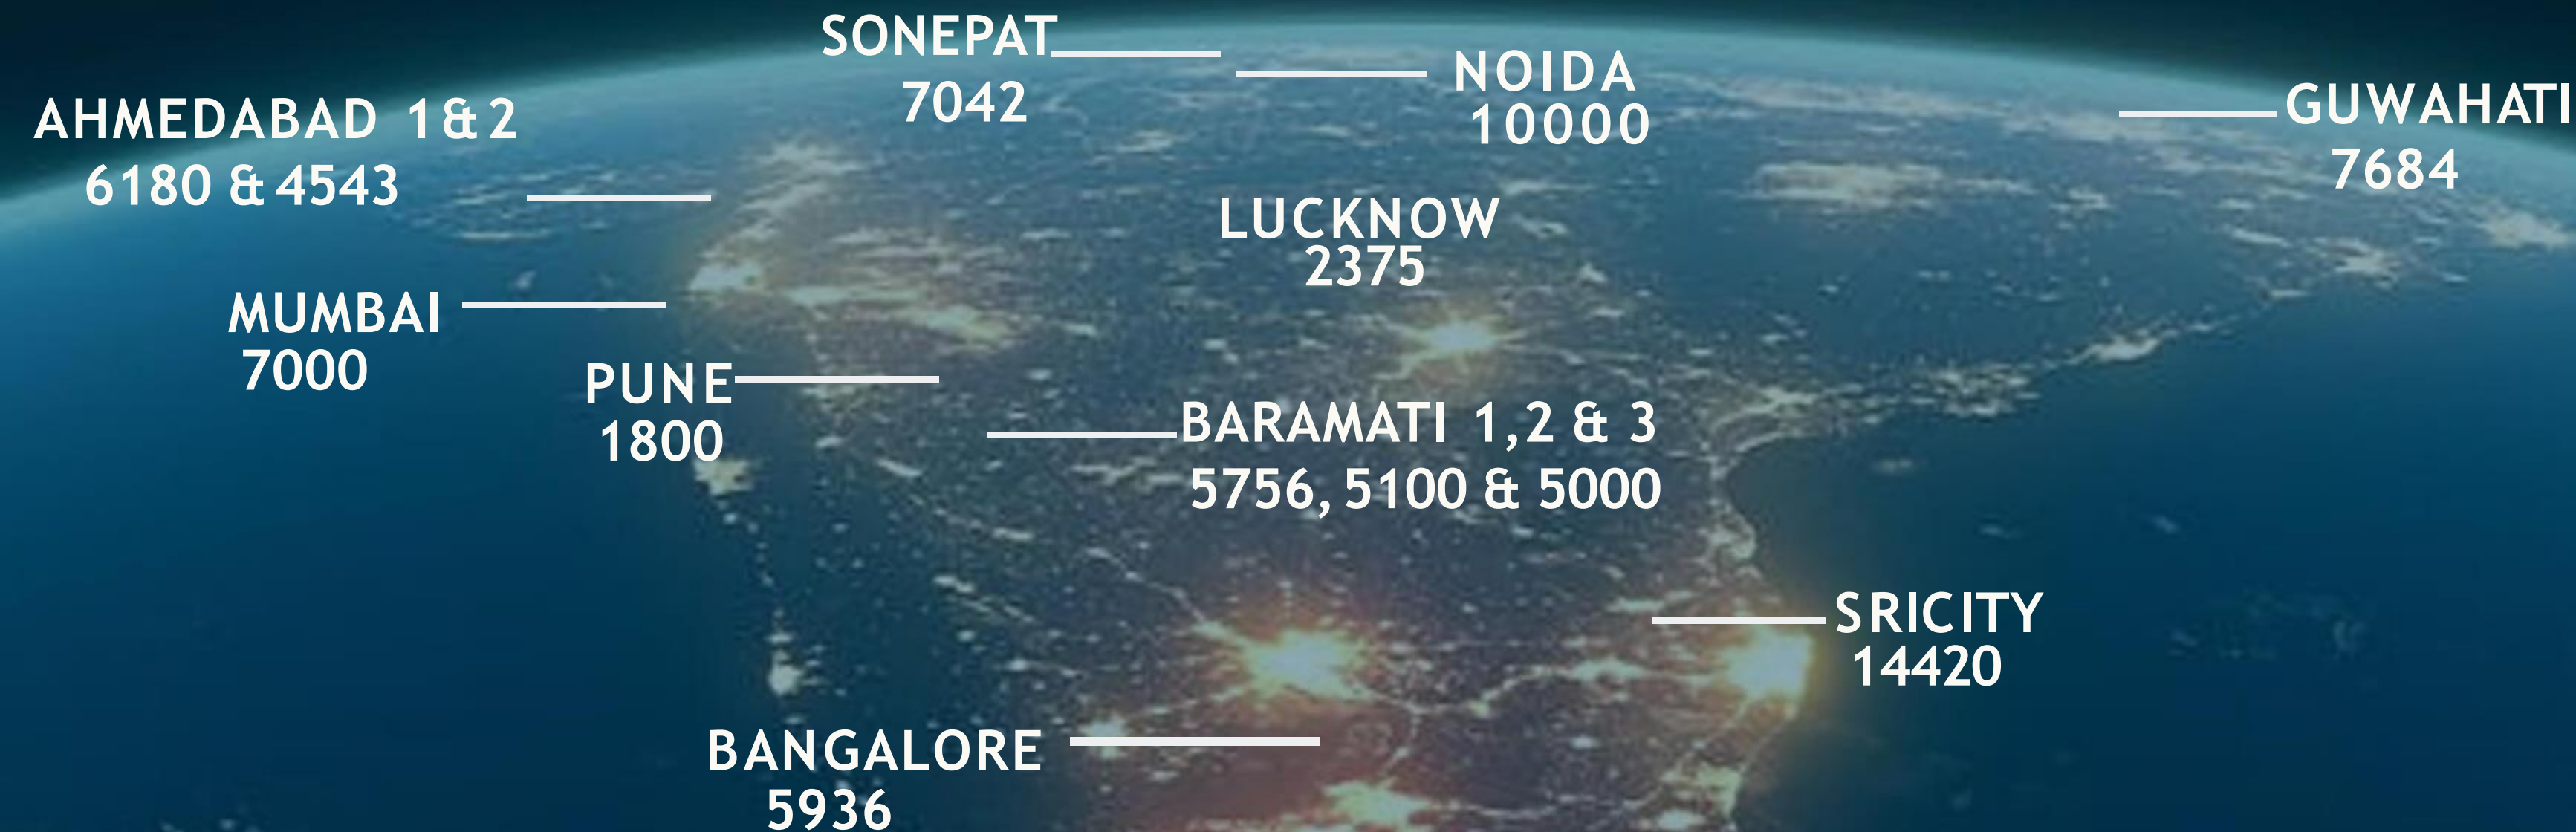 SONEPAT
7042
NOIDA
10000
GUWAHATI
7684
AHMEDABAD 1&2
6180 & 4543
LUCKNOW
2375
MUMBAI
7000
PUNE
1800
BARAMATI 1,2 & 3
5756, 5100 & 5000
SRICITY
14420
BANGALORE
5936